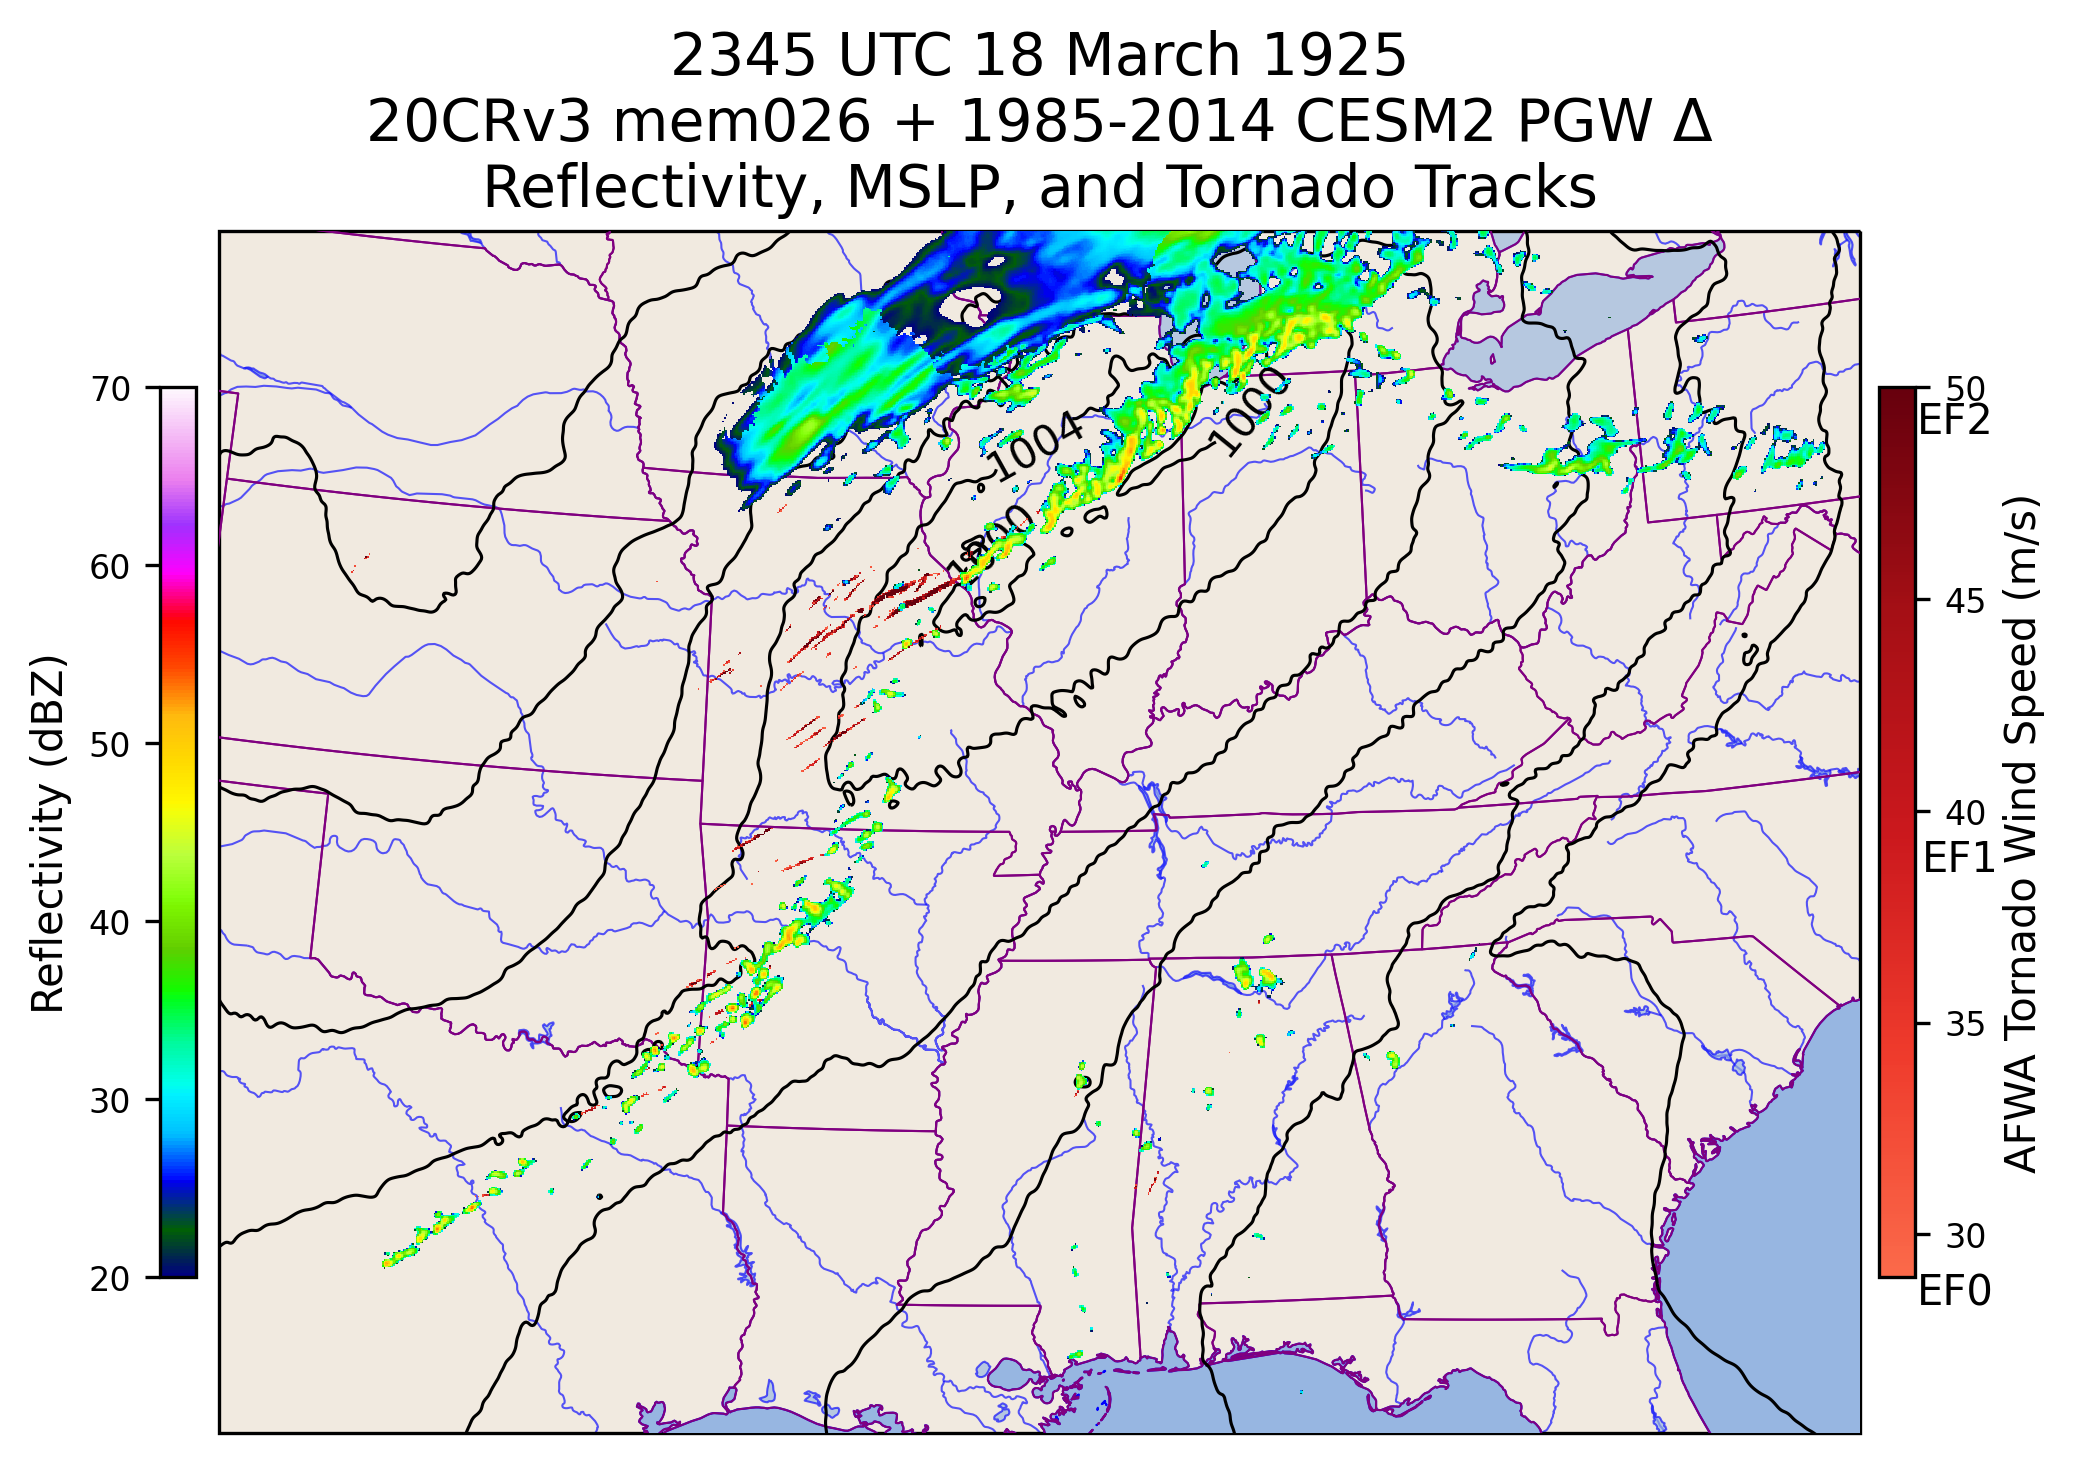 2345 UTC 18 March 1925
20CRv3 mem026 + 1985-2014 CESM2 PGW Δ
Reflectivity, MSLP, and Tornado Tracks
Reflectivity (dBZ)
70
60
50
40
30
20
1004
1000
1000
50
EF2
45
40
EF1
35
30
EF0
AFWA Tornado Wind Speed (m/s)